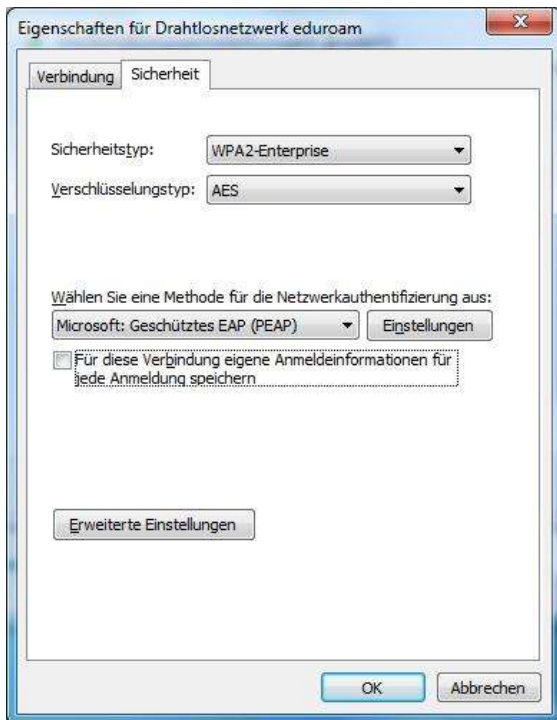 Eigenschaften für Drahtlosnetzwerk eduroam
Verbindung Sicherheit
Sicherheitstyp: WPA2-Enterprise
Verschlüsselungstyp: AES
Wählen Sie eine Methode für die Netzwerkauthentifizierung aus:
Microsoft: Geschütztes EAP (PEAP) Einstellungen
Für diese Verbindung eigene Anmeldeinformationen für
jede Anmeldung speichern
Erweiterte Einstellungen
OK Abbrechen